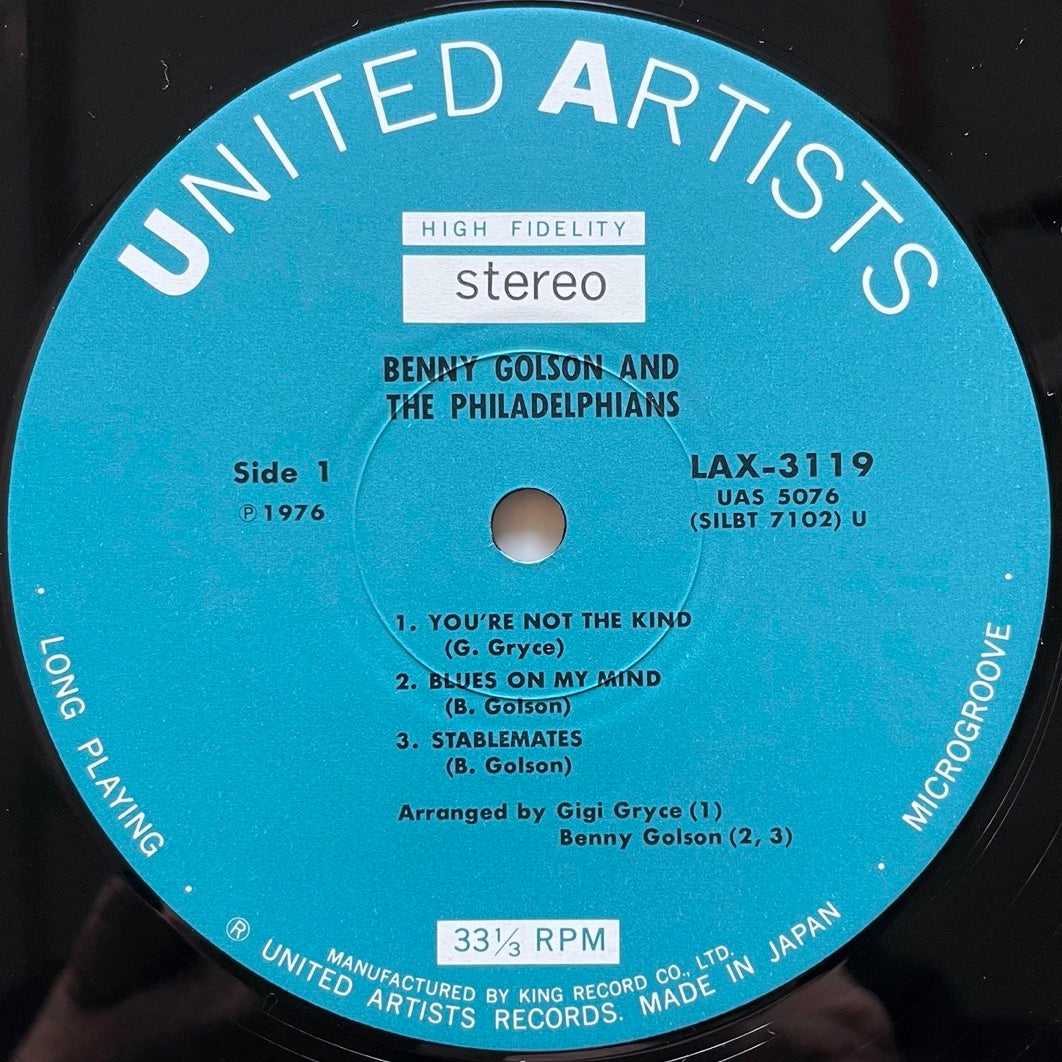 UNITED ARTISTS
HIGH FIDELITY
stereo
BENNY GOLSON AND
THE PHILADELPHIANS
Side 1
Ⓟ 1976
LAX-3119
UAS 5076
(SILBT 7102) U
1. YOU'RE NOT THE KIND
(G. Gryce)
2. BLUES ON MY MIND
(B. Golson)
3. STABLEMATES
(B. Golson)
Arranged by Gigi Gryce (1)
Benny Golson (2, 3)
· LONG PLAYING ·
· MICROGROOVE ·
33⅓ RPM
MANUFACTURED BY KING RECORD CO., LTD.
® UNITED ARTISTS RECORDS. MADE IN JAPAN